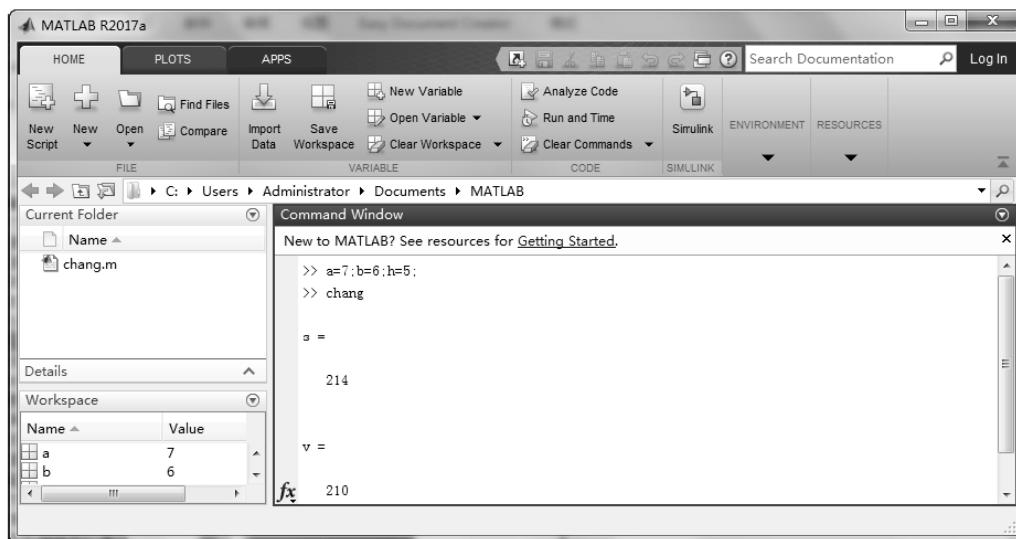 MATLAB R2017a
HOME PLOTS APPS Search Documentation Log In
New Script New Open Find Files Compare Import Data Save Workspace New Variable Open Variable Clear Workspace Analyze Code Run and Time Clear Commands Simulink ENVIRONMENT RESOURCES
FILE VARIABLE CODE SIMULINK
C: Users Administrator Documents MATLAB
Current Folder
Name
chang.m
Details
Workspace
Name Value
a 7
b 6
Command Window
New to MATLAB? See resources for Getting Started.
>> a=7;b=6;h=5;
>> chang
s =
214
v =
210
fx